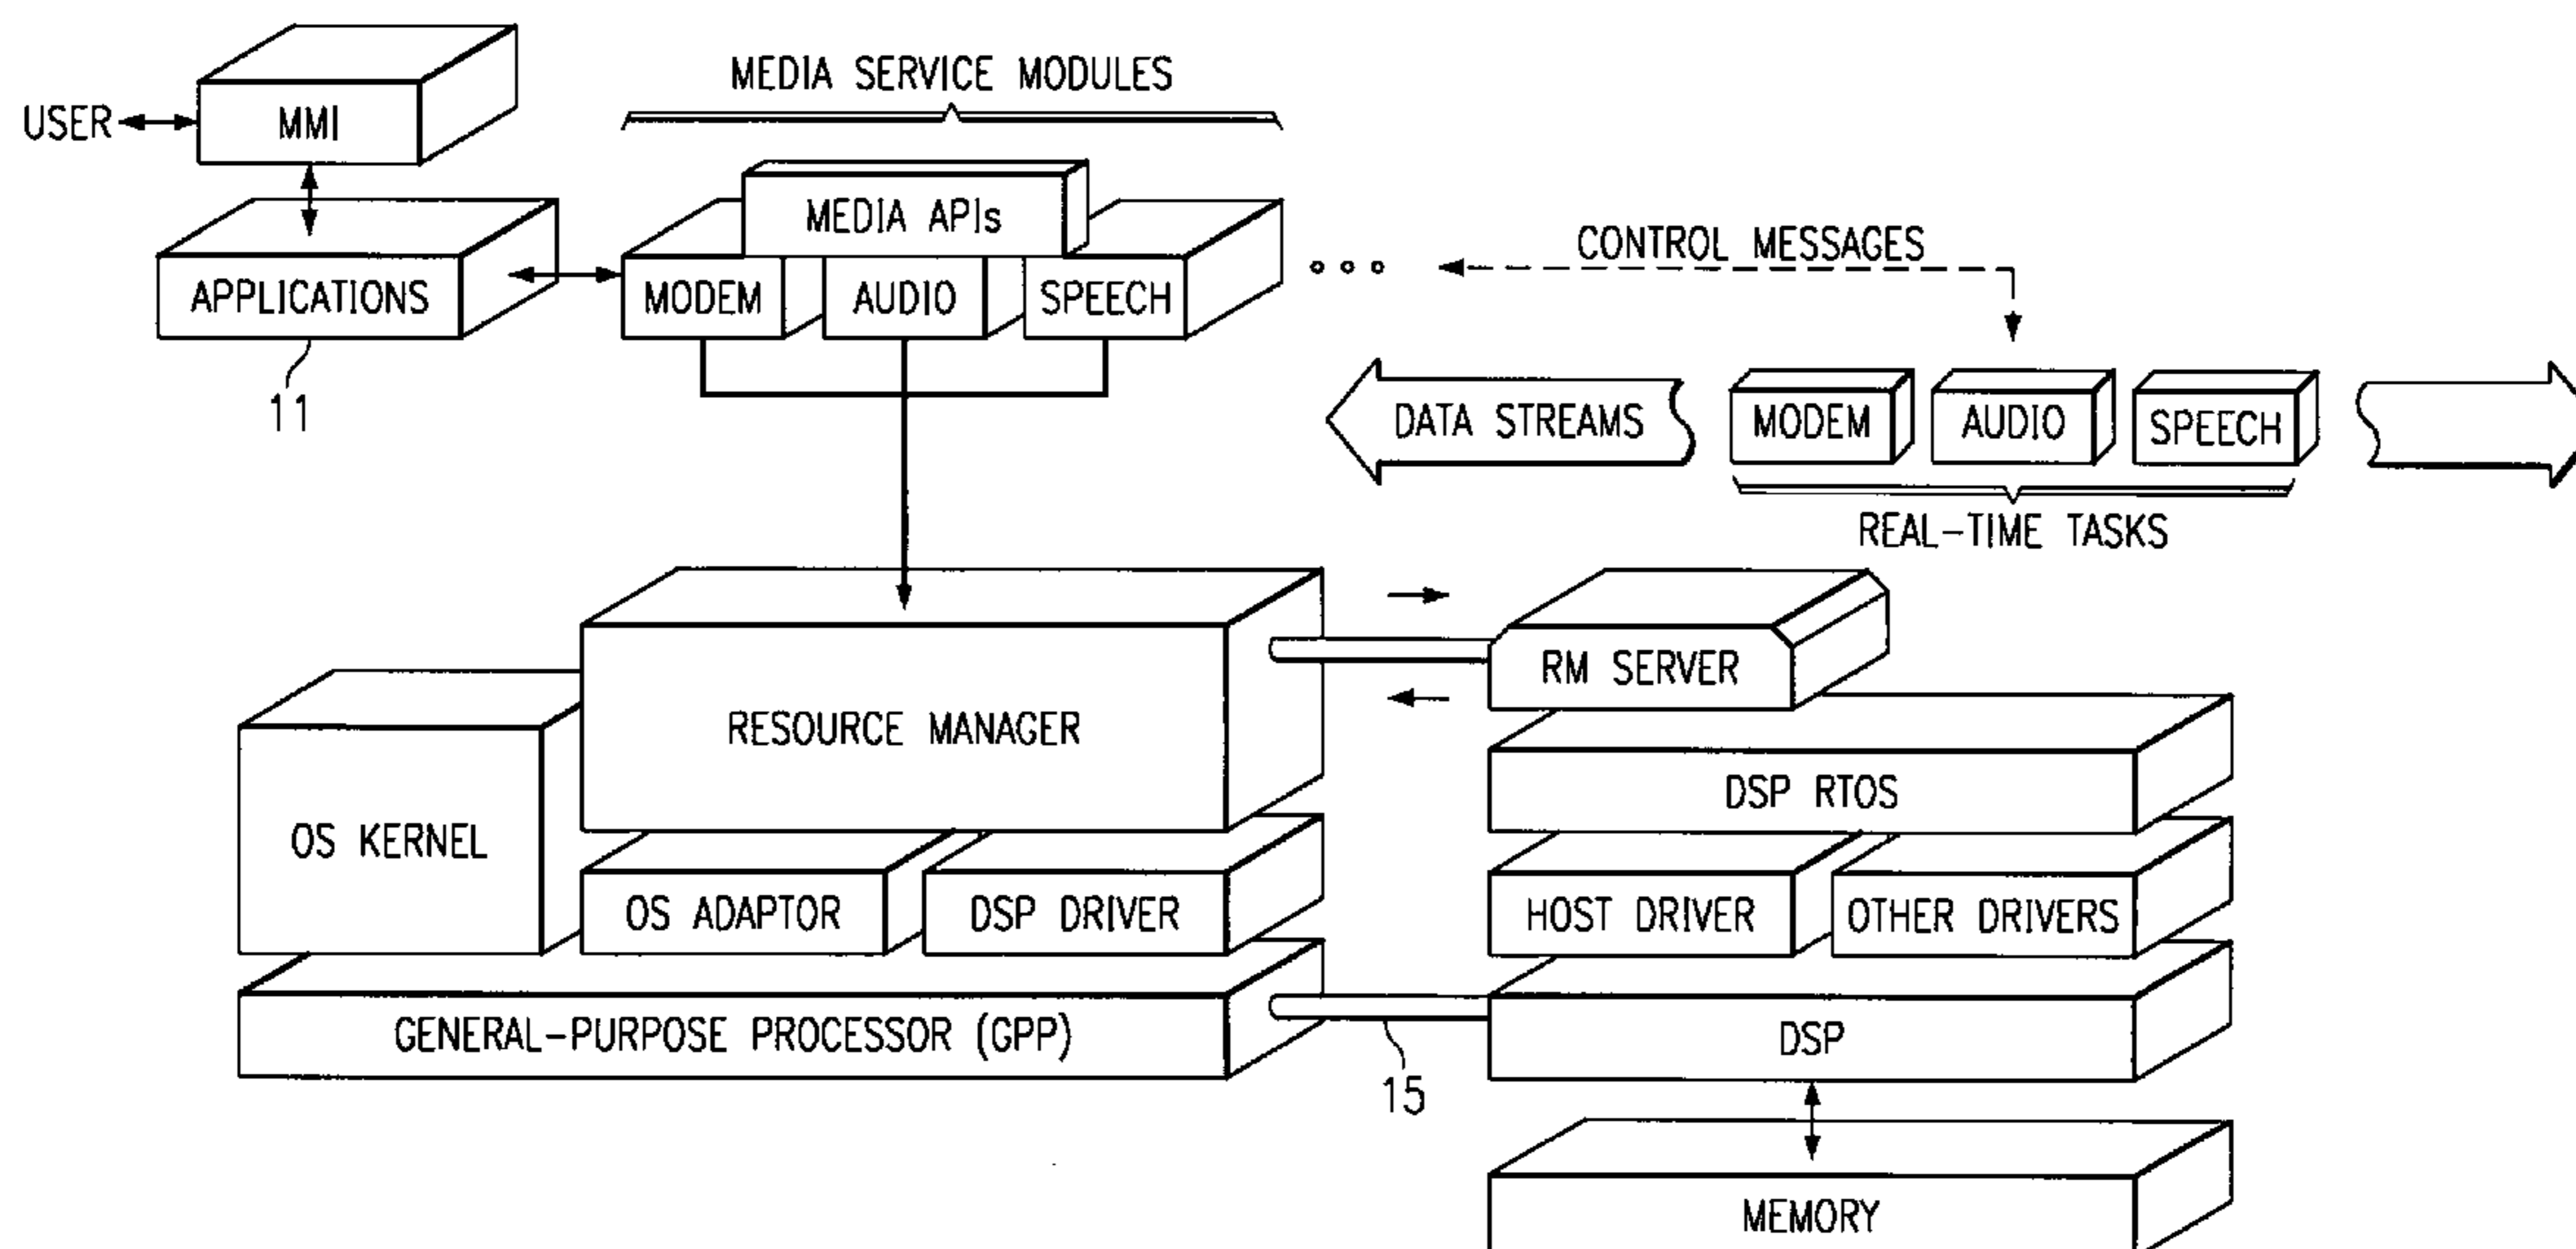 MEDIA SERVICE MODULES
USER
MMI
MEDIA APIs
APPLICATIONS
MODEM
AUDIO
SPEECH
CONTROL MESSAGES
11
DATA STREAMS
MODEM
AUDIO
SPEECH
REAL-TIME TASKS
RESOURCE MANAGER
RM SERVER
OS KERNEL
DSP RTOS
OS ADAPTOR
DSP DRIVER
HOST DRIVER
OTHER DRIVERS
GENERAL-PURPOSE PROCESSOR (GPP)
15
DSP
MEMORY